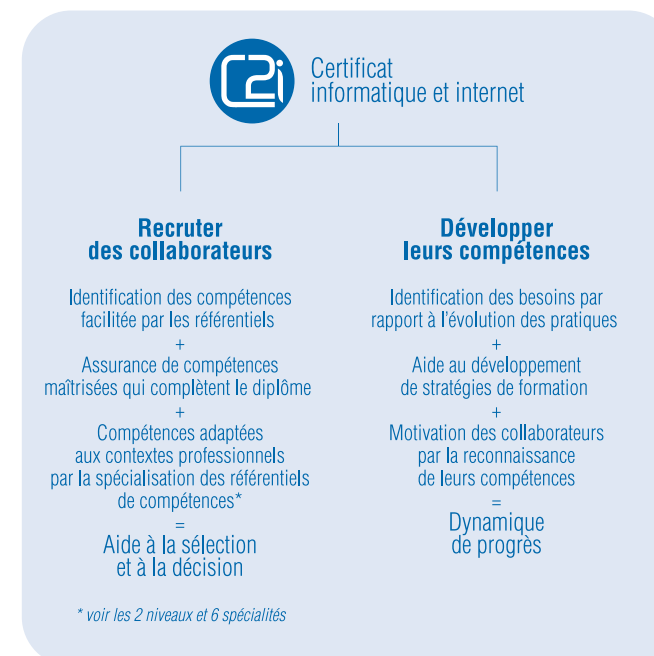 C2i
Certificat
informatique et internet
Recruter
des collaborateurs
Identification des compétences
facilitée par les référentiels
+
Assurance de compétences
maîtrisées qui complètent le diplôme
+
Compétences adaptées
aux contextes professionnels
par la spécialisation des référentiels
de compétences*
=
Aide à la sélection
et à la décision
* voir les 2 niveaux et 6 spécialités
Développer
leurs compétences
Identification des besoins par
rapport à l'évolution des pratiques
+
Aide au développement
de stratégies de formation
+
Motivation des collaborateurs
par la reconnaissance
de leurs compétences
=
Dynamique
de progrès